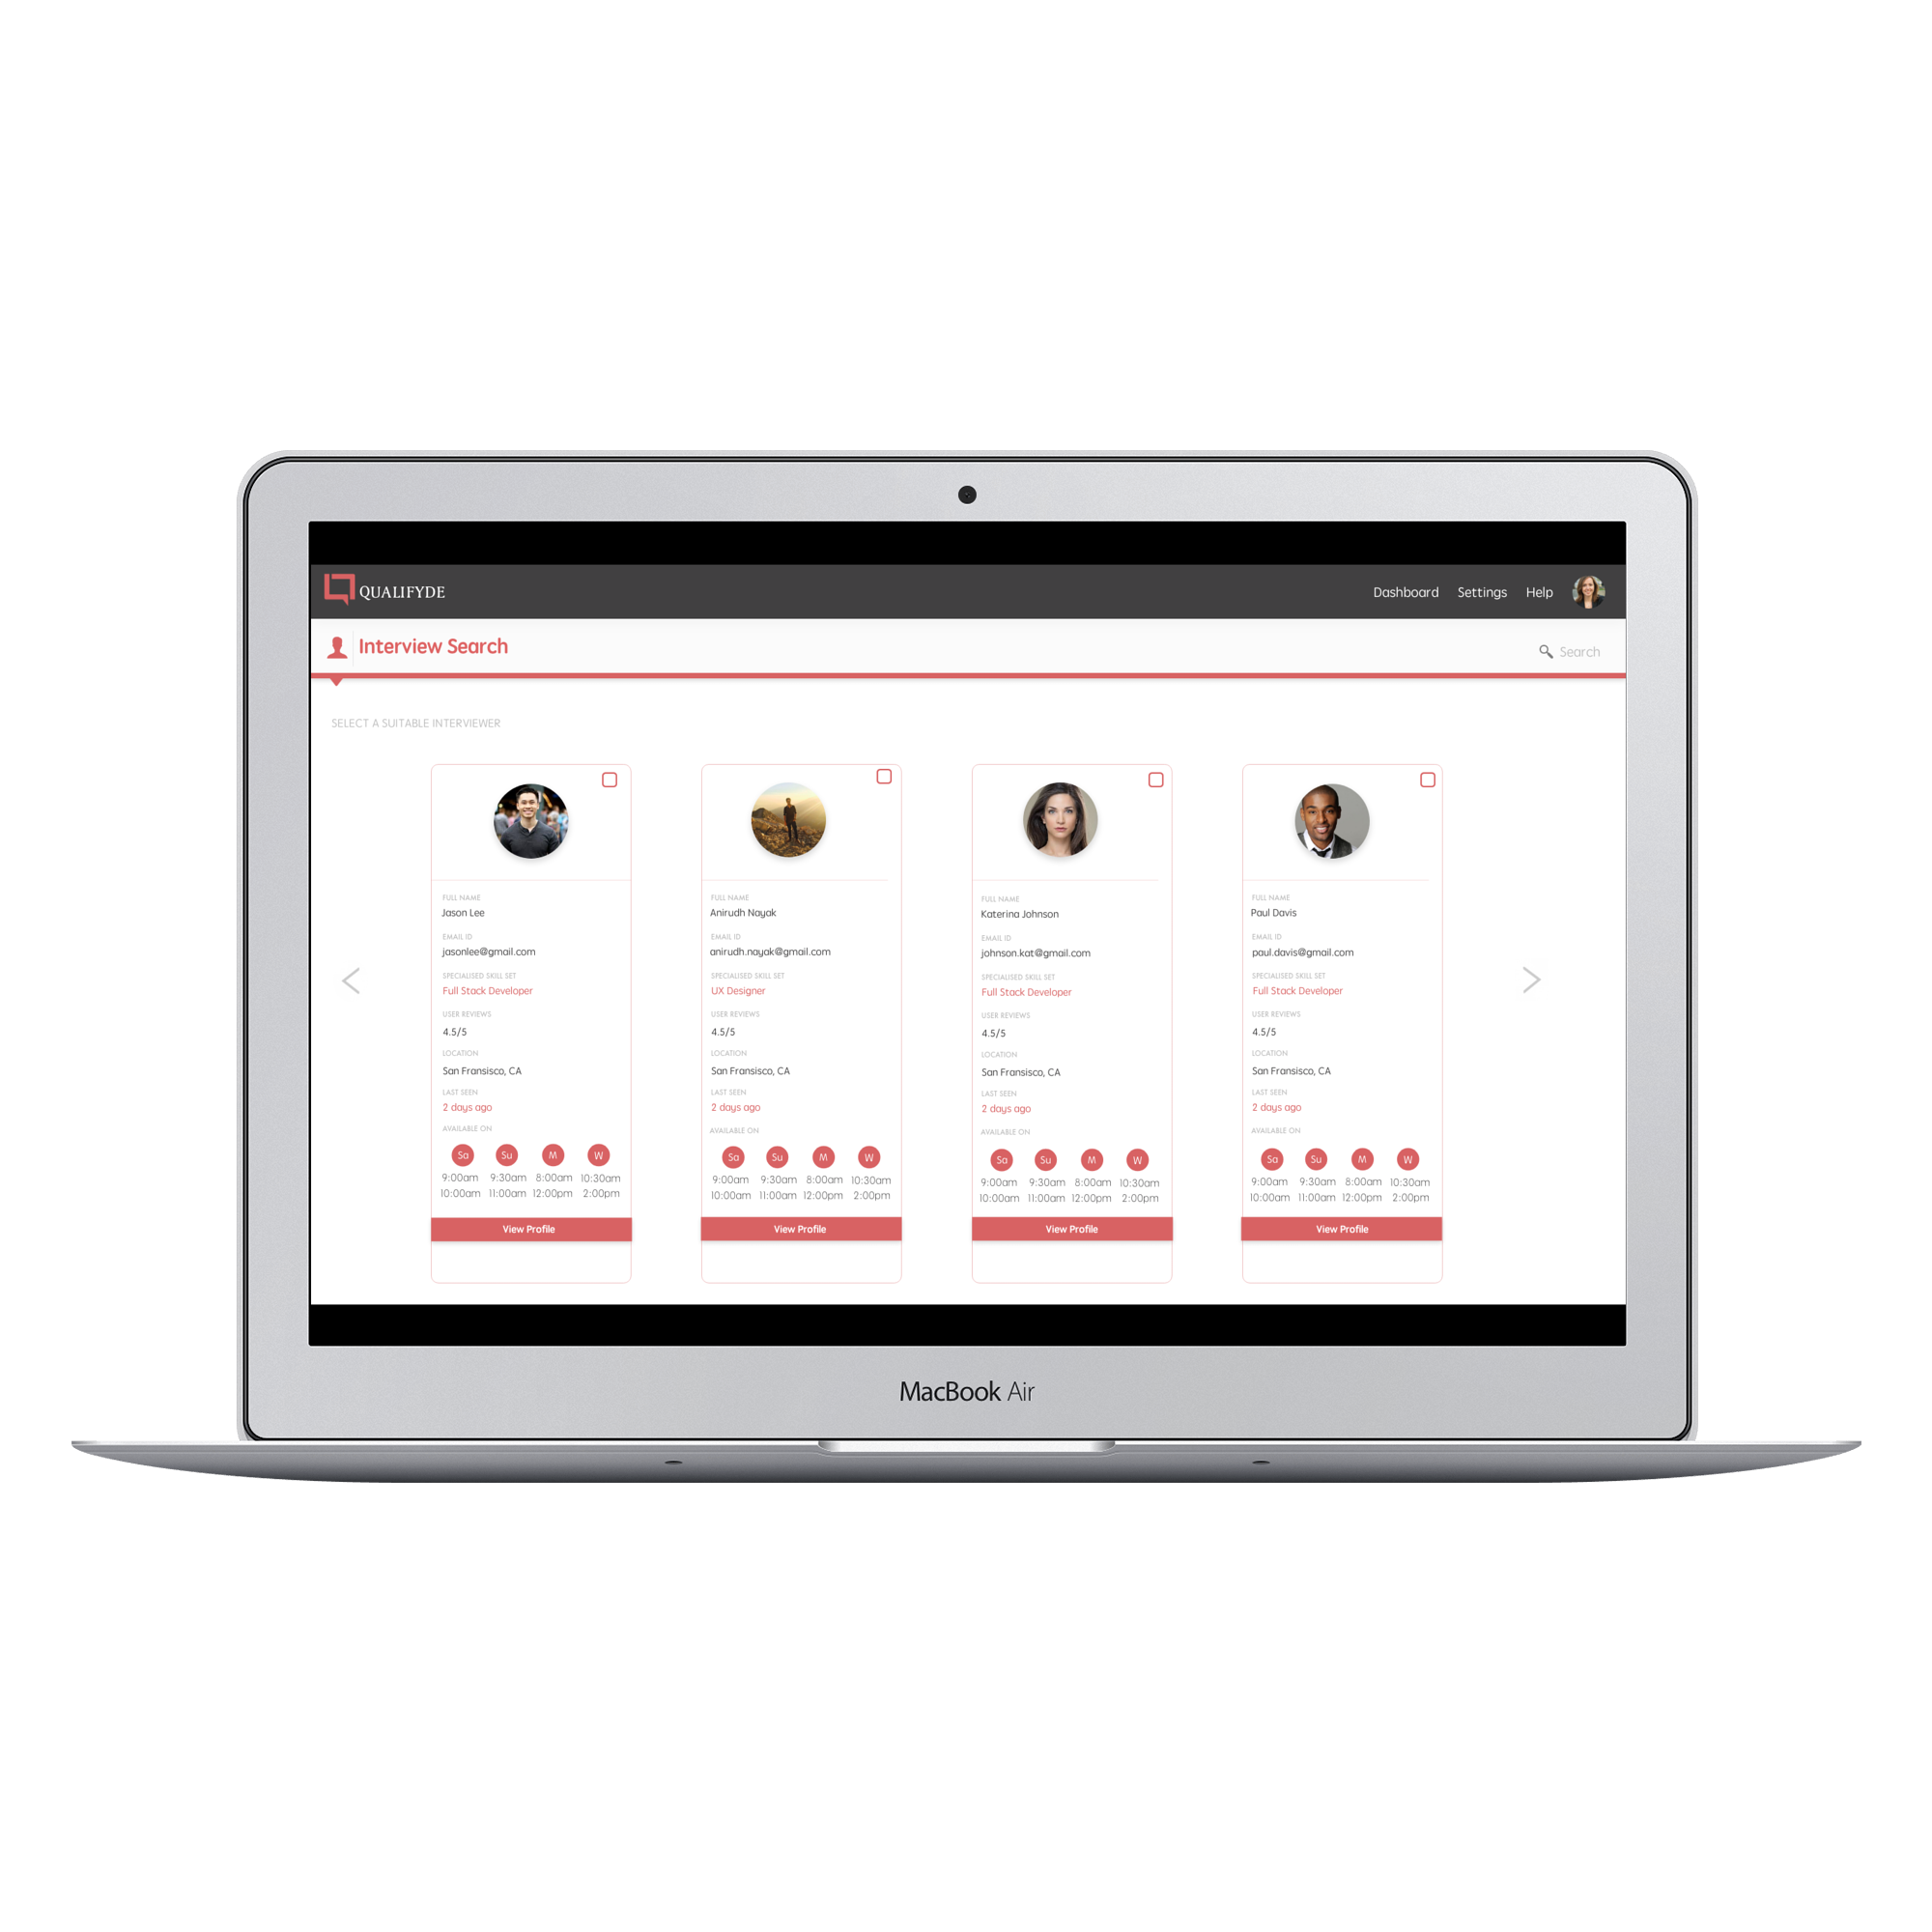 QUALIFYDE
Dashboard Settings Help
Interview Search
Search
SELECT A SUITABLE INTERVIEWER
FULL NAME
Jason Lee
EMAIL ID
jasonlee@gmail.com
SPECIALISED SKILL SET
Full Stack Developer
USER REVIEWS
4.5/5
LOCATION
San Fransisco, CA
LAST SEEN
2 days ago
AVAILABLE ON
Sa Su M W
9:00am 9:30am 8:00am 10:30am
10:00am 11:00am 12:00pm 2:00pm
View Profile
FULL NAME
Anirudh Nayak
EMAIL ID
anirudh.nayak@gmail.com
SPECIALISED SKILL SET
UX Designer
USER REVIEWS
4.5/5
LOCATION
San Fransisco, CA
LAST SEEN
2 days ago
AVAILABLE ON
Sa Su M W
9:00am 9:30am 8:00am 10:30am
10:00am 11:00am 12:00pm 2:00pm
View Profile
FULL NAME
Katerina Johnson
EMAIL ID
johnson.kat@gmail.com
SPECIALISED SKILL SET
Full Stack Developer
USER REVIEWS
4.5/5
LOCATION
San Fransisco, CA
LAST SEEN
2 days ago
AVAILABLE ON
Sa Su M W
9:00am 9:30am 8:00am 10:30am
10:00am 11:00am 12:00pm 2:00pm
View Profile
FULL NAME
Paul Davis
EMAIL ID
paul.davis@gmail.com
SPECIALISED SKILL SET
Full Stack Developer
USER REVIEWS
4.5/5
LOCATION
San Fransisco, CA
LAST SEEN
2 days ago
AVAILABLE ON
Sa Su M W
9:00am 9:30am 8:00am 10:30am
10:00am 11:00am 12:00pm 2:00pm
View Profile
MacBook Air